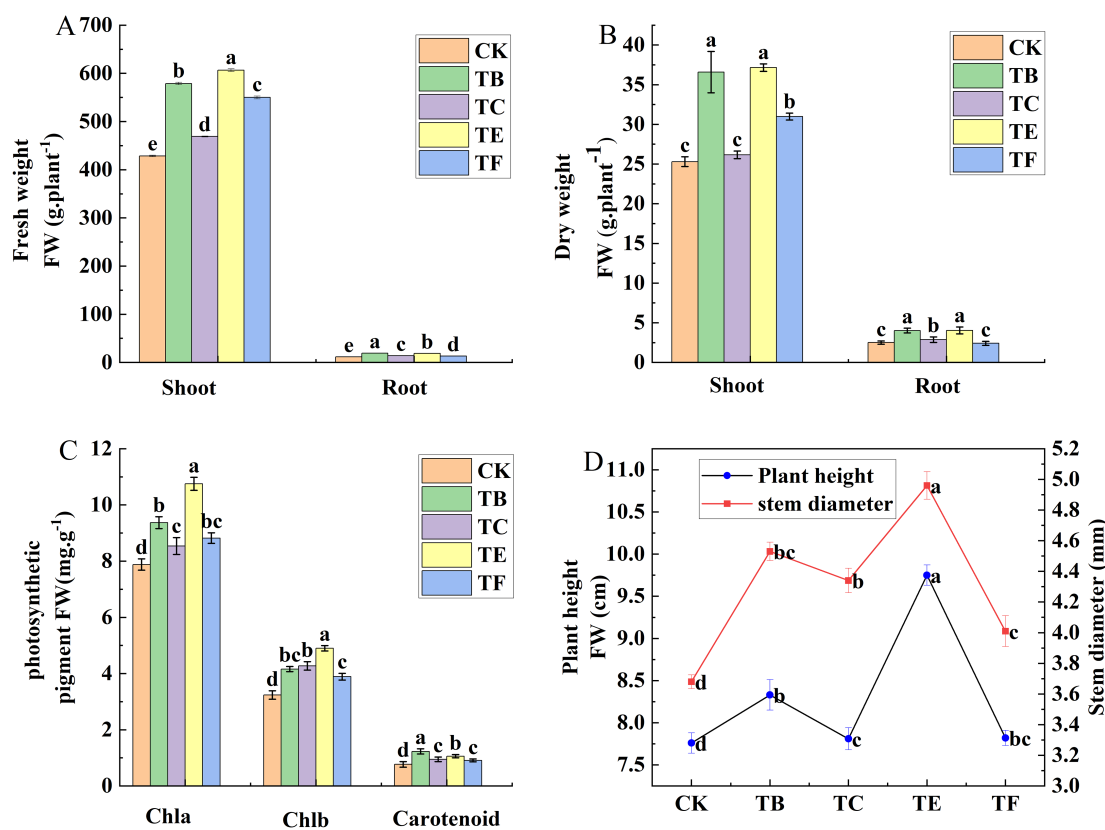 A
700
600
500
400
300
200
100
0
Fresh weight
FW (g.plant⁻¹)
CK
TB
TC
TE
TF
e
b
d
a
c
e
a
c
b
d
Shoot
Root
B
40
35
30
25
20
15
10
5
0
Dry weight
FW (g.plant⁻¹)
CK
TB
TC
TE
TF
c
a
c
a
b
c
a
b
a
c
Shoot
Root
C
12
10
8
6
4
2
0
photosynthetic
pigment FW(mg.g⁻¹)
CK
TB
TC
TE
TF
d
b
c
a
bc
d
bc
bc
a
c
d
a
c
b
c
Chla
Chlb
Carotenoid
D
11.0
10.5
10.0
9.5
9.0
8.5
8.0
7.5
Plant height
FW (cm)
Plant height
stem diameter
d
bc
b
a
c
d
b
c
a
bc
CK
TB
TC
TE
TF
5.2
5.0
4.8
4.6
4.4
4.2
4.0
3.8
3.6
3.4
3.2
3.0
Stem diameter (mm)